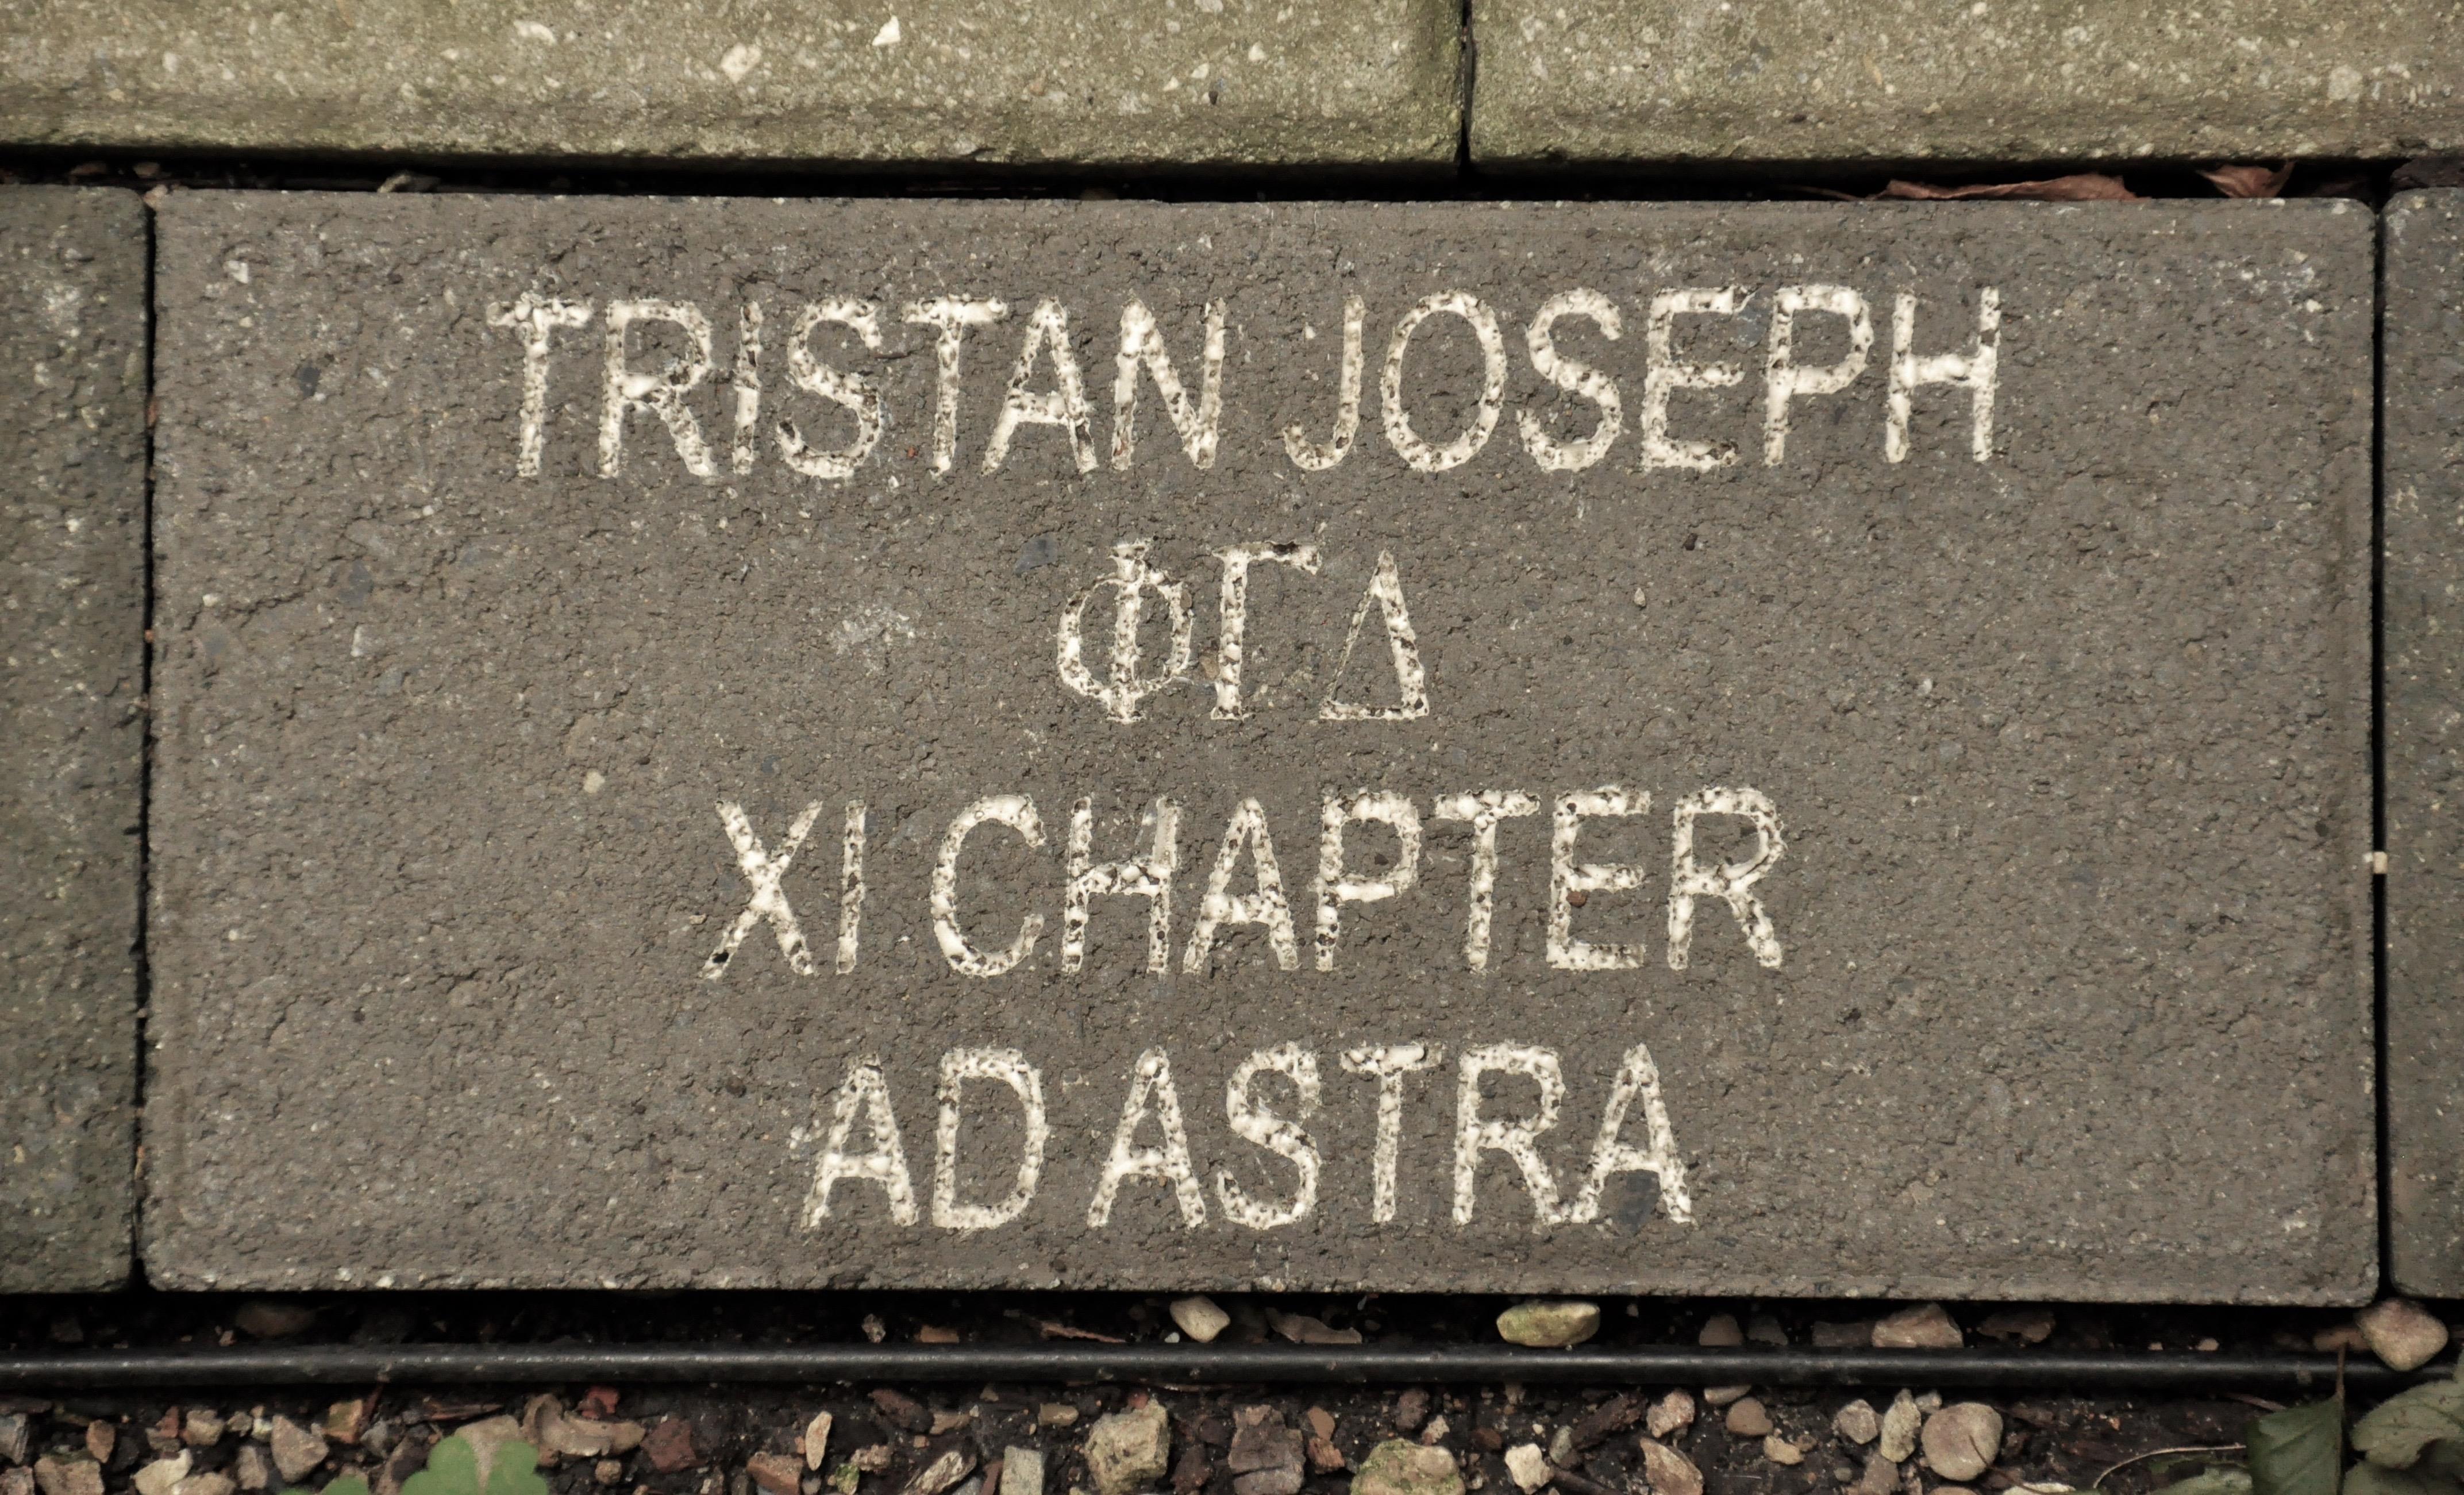 TRISTAN JOSEPH
ΦΓΔ
XI CHAPTER
AD ASTRA